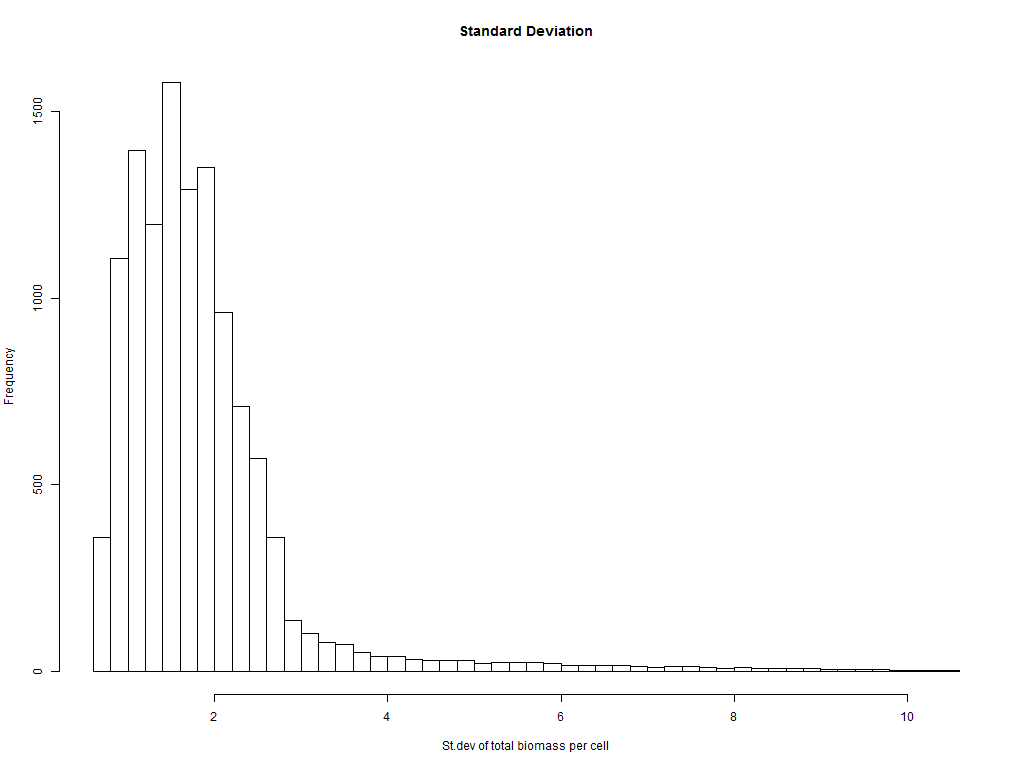 Standard Deviation
Frequency
1500
1000
500
0
2 4 6 8 10
St.dev of total biomass per cell